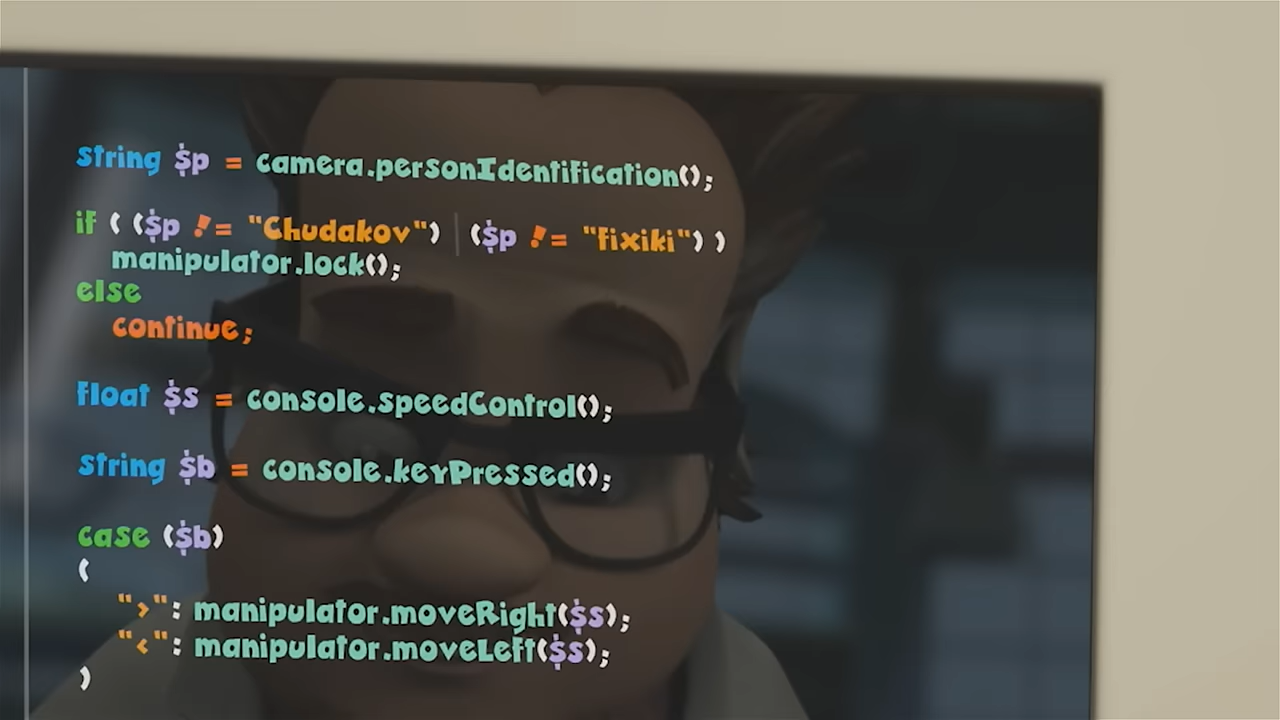 string $p = camera.personIdentification();
if ( ($p != "Chudakov") | ($p != "fixiki") )
manipulator.lock();
else
continue;
float $s = console.speedControl();
string $b = console.keyPressed();
case ($b)
(
">": manipulator.moveRight($s);
"<": manipulator.moveLeft($s);
)